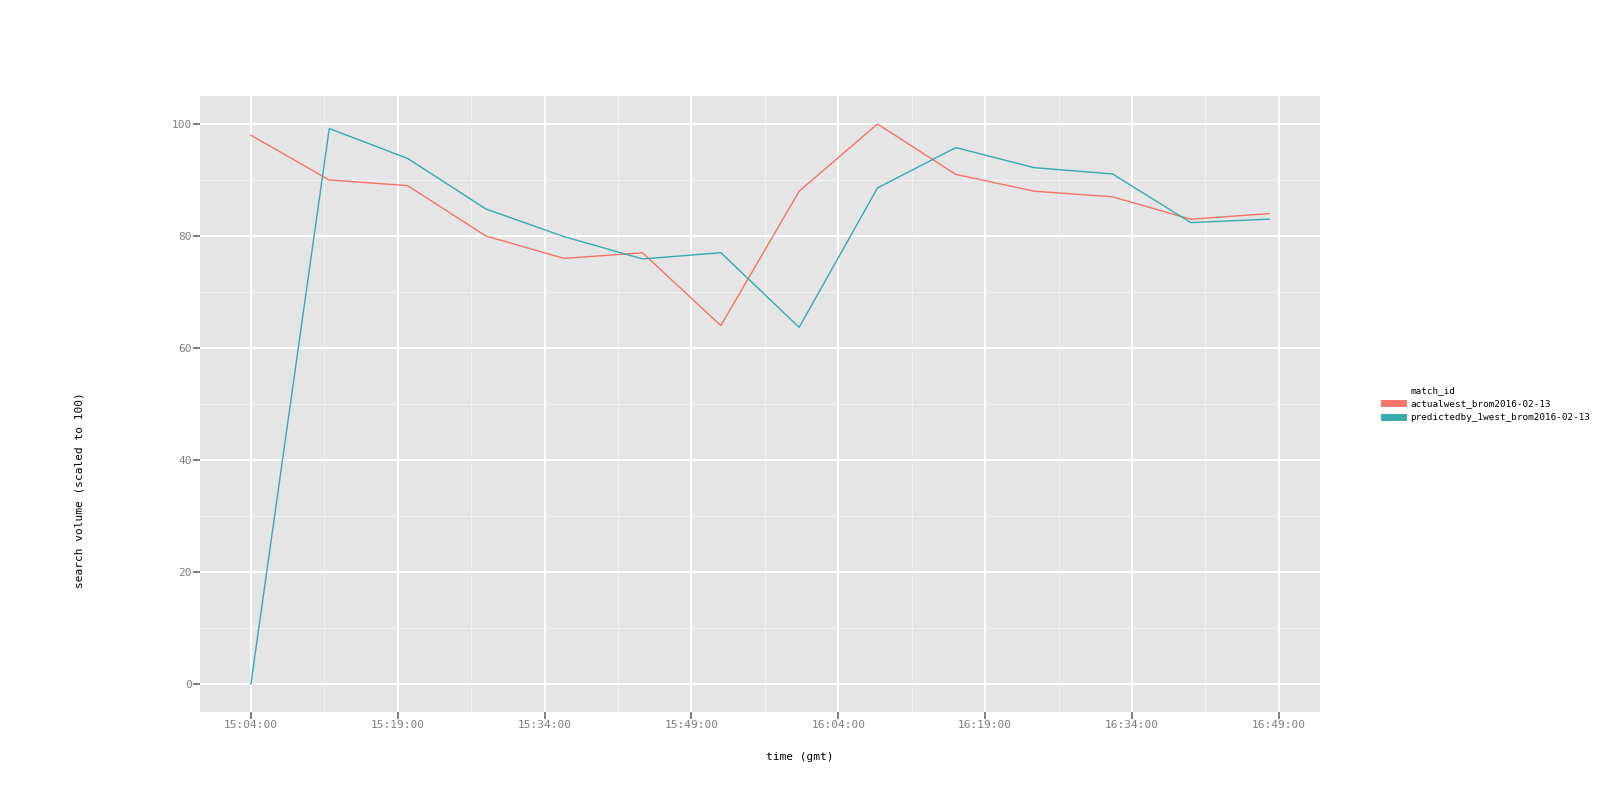 100
80
60
40
20
0
search volume (scaled to 100)
15:04:00 15:19:00 15:34:00 15:49:00 16:04:00 16:19:00 16:34:00 16:49:00
time (gmt)
match_id
actualwest_brom2016-02-13
predictedby_1west_brom2016-02-13